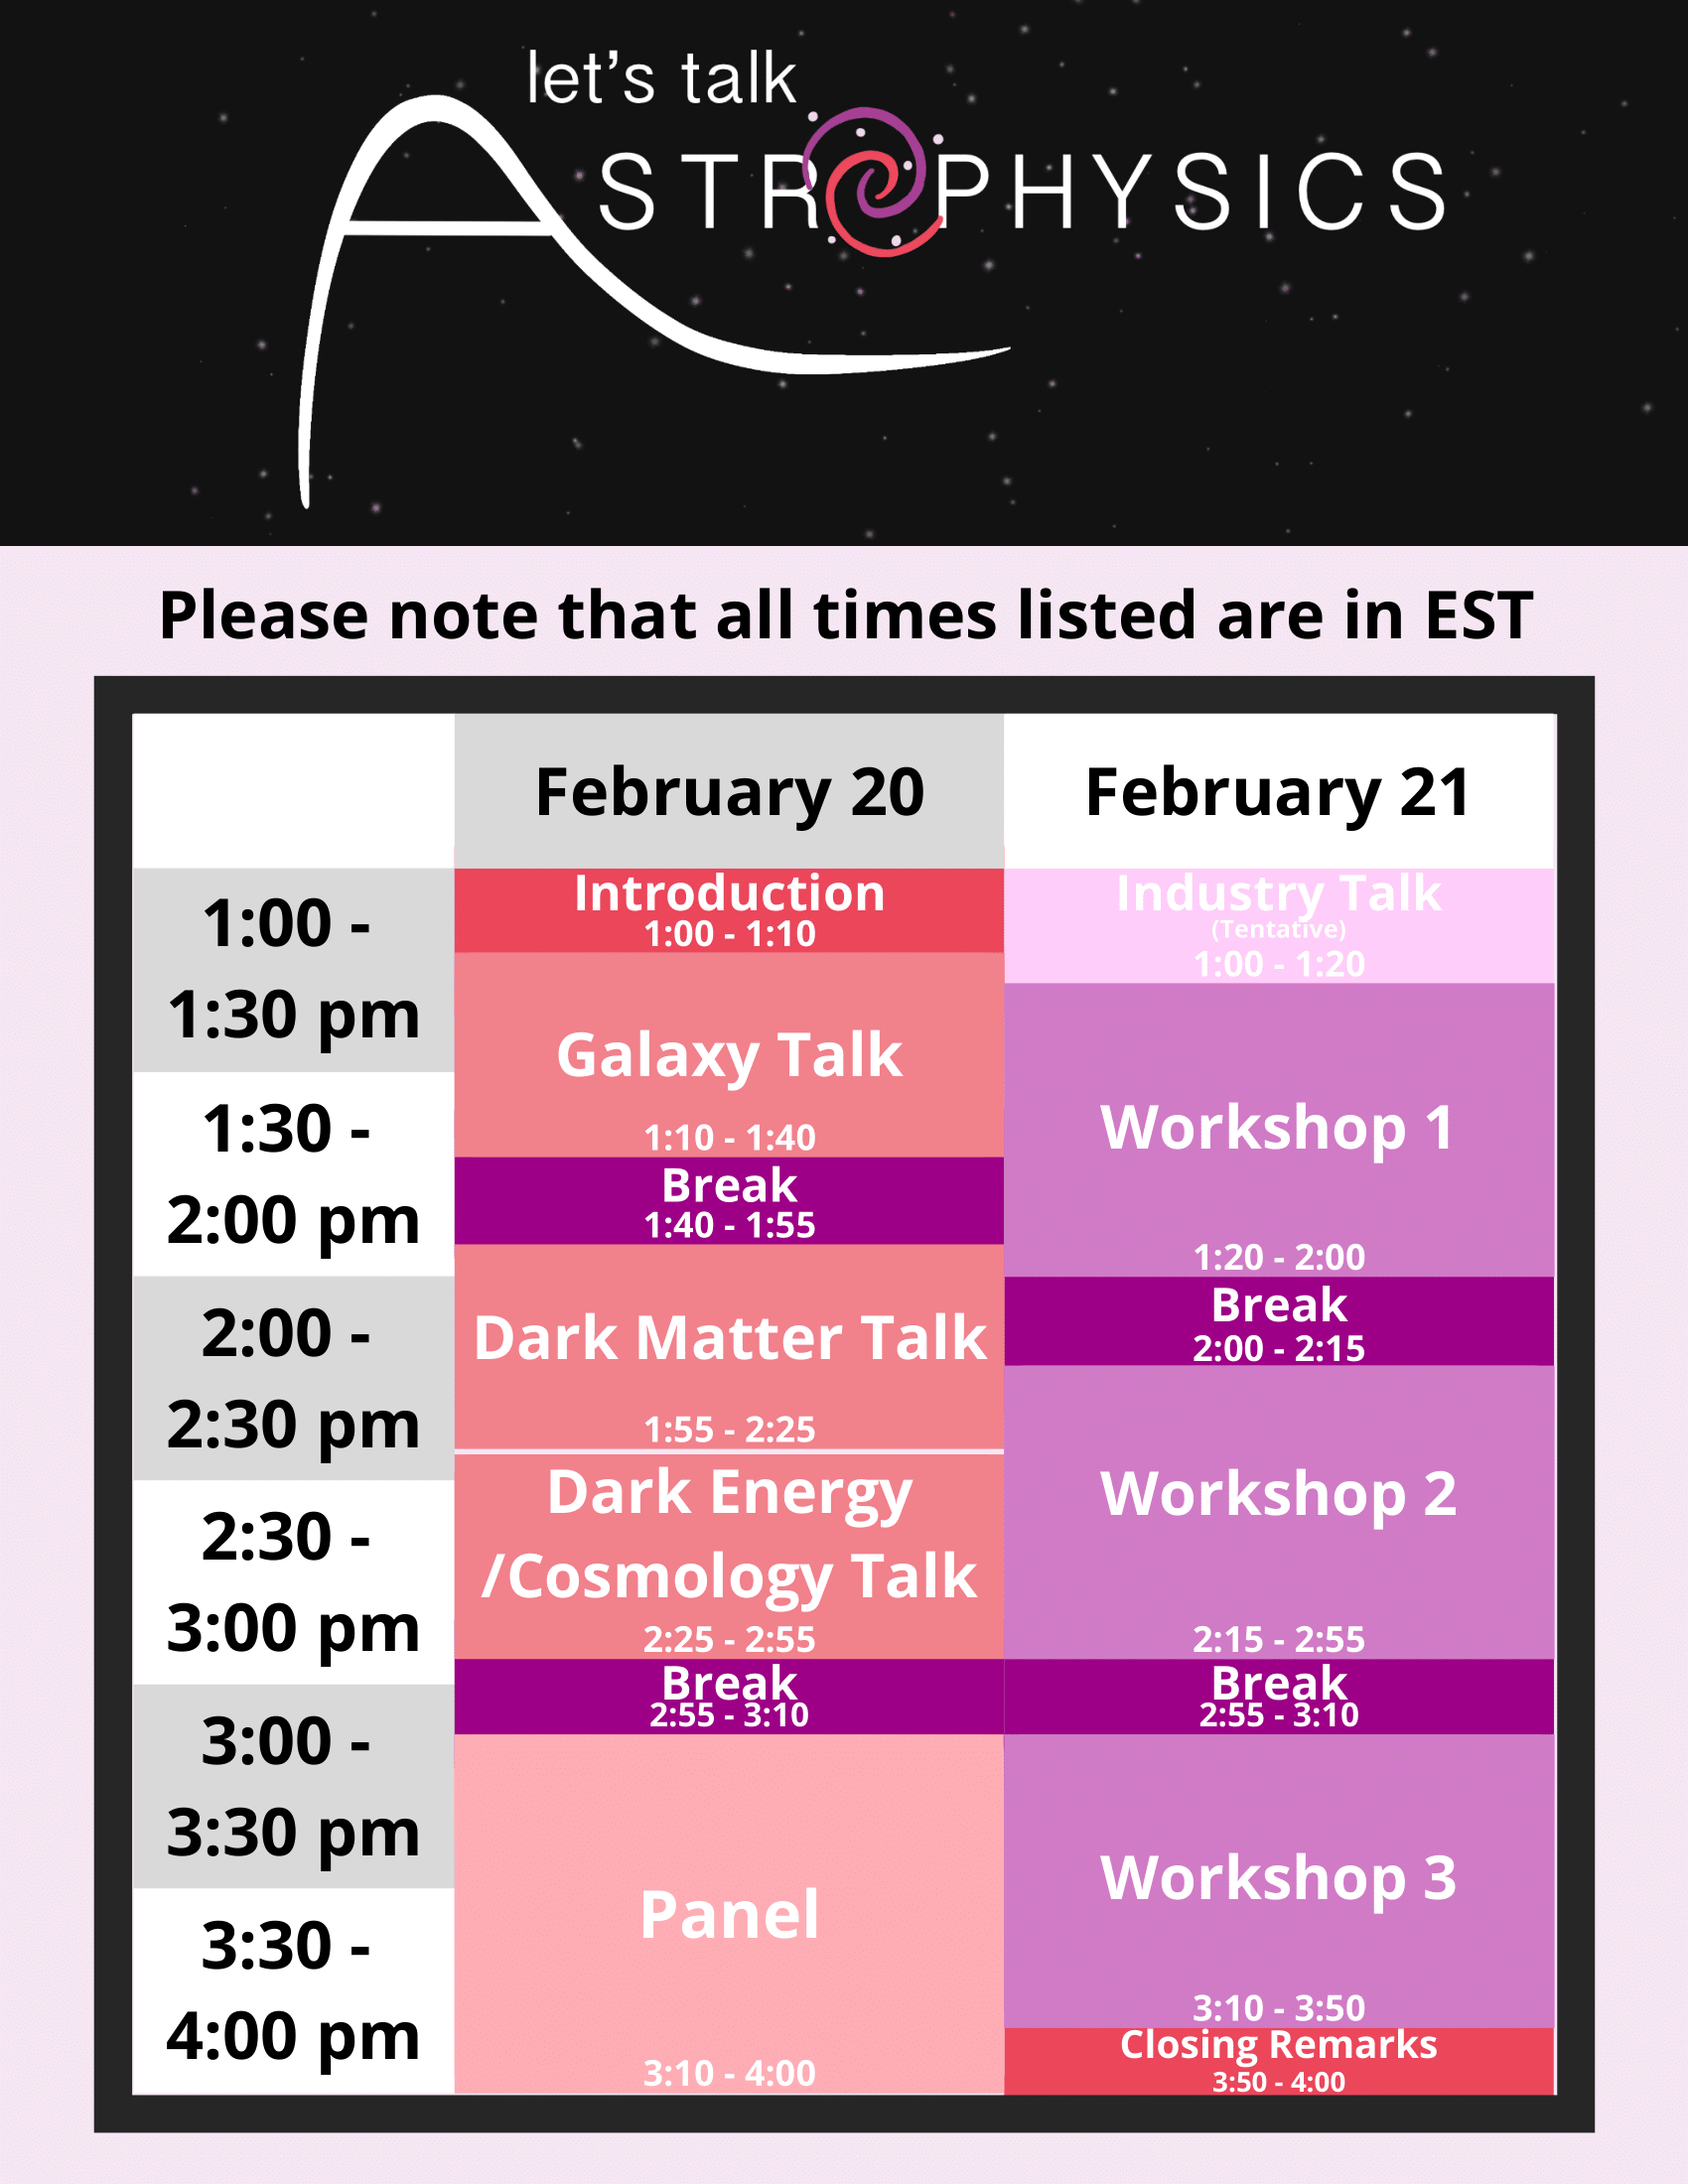 let's talk
ASTROPHYSICS
Please note that all times listed are in EST
February 20
February 21
1:00 -
1:30 pm
1:30 -
2:00 pm
2:00 -
2:30 pm
2:30 -
3:00 pm
3:00 -
3:30 pm
3:30 -
4:00 pm
Introduction
1:00 - 1:10
Galaxy Talk
1:10 - 1:40
Break
1:40 - 1:55
Dark Matter Talk
1:55 - 2:25
Dark Energy
/Cosmology Talk
2:25 - 2:55
Break
2:55 - 3:10
Panel
3:10 - 4:00
Industry Talk
(Tentative)
1:00 - 1:20
Workshop 1
1:20 - 2:00
Break
2:00 - 2:15
Workshop 2
2:15 - 2:55
Break
2:55 - 3:10
Workshop 3
3:10 - 3:50
Closing Remarks
3:50 - 4:00